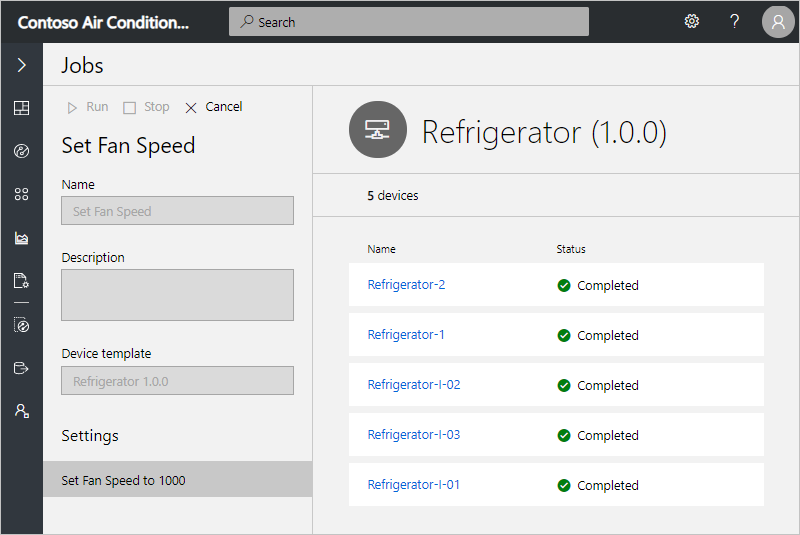 Contoso Air Condition...
Search
?
Jobs
Run Stop Cancel
Set Fan Speed
Name
Set Fan Speed
Description
Device template
Refrigerator 1.0.0
Settings
Set Fan Speed to 1000
Refrigerator (1.0.0)
5 devices
Name Status
Refrigerator-2 Completed
Refrigerator-1 Completed
Refrigerator-I-02 Completed
Refrigerator-I-03 Completed
Refrigerator-I-01 Completed